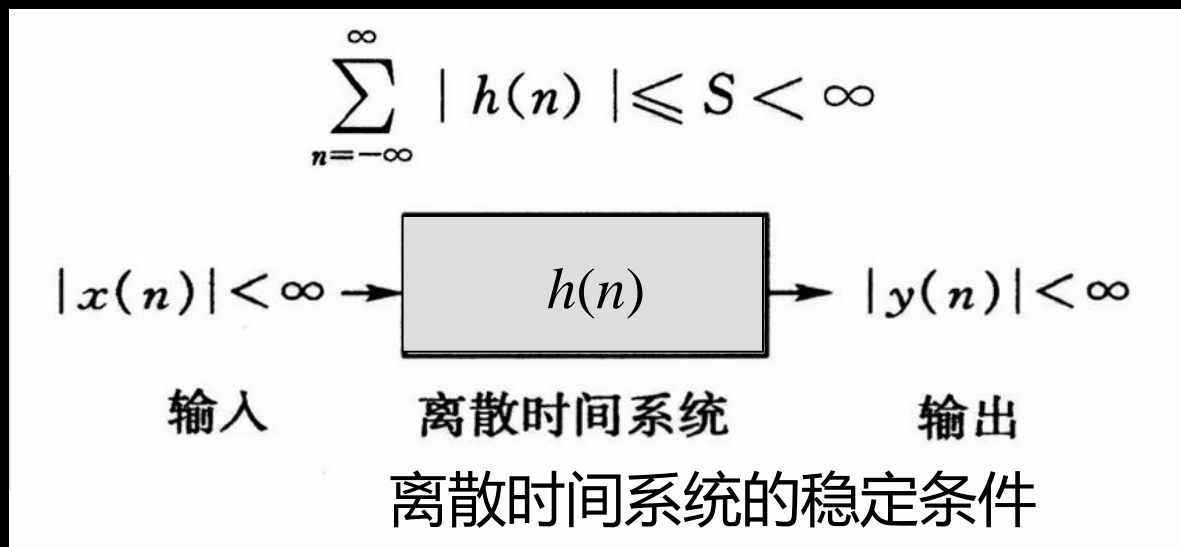 ∞
∑ | h(n) |⩽ S < ∞
n=−∞
|x(n)|<∞ → h(n) → |y(n)|<∞
输入 离散时间系统 输出
离散时间系统的稳定条件